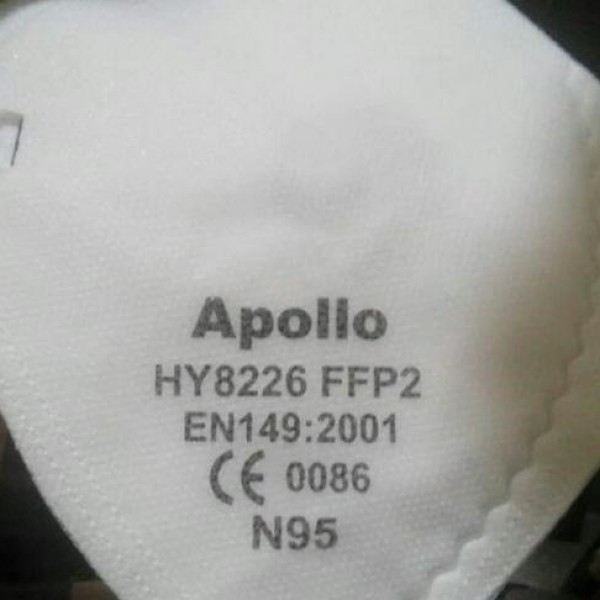 Apollo
HY8226 FFP2
EN149:2001
CE 0086
N95